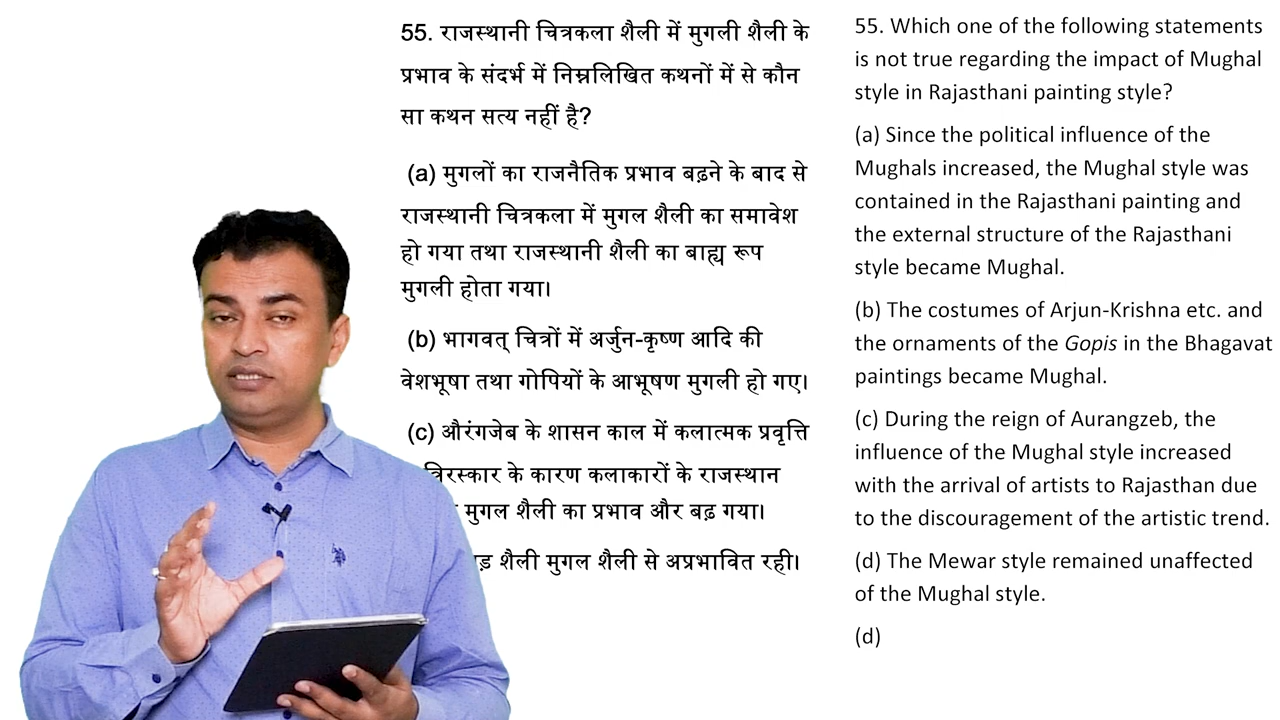 55. राजस्थानी चित्रकला शैली में मुगली शैली के
प्रभाव के संदर्भ में निम्नलिखित कथनों में से कौन
सा कथन सत्य नहीं है?
(a) मुगलों का राजनैतिक प्रभाव बढ़ने के बाद से
राजस्थानी चित्रकला में मुगल शैली का समावेश
हो गया तथा राजस्थानी शैली का बाह्य रूप
मुगली होता गया।
(b) भागवत् चित्रों में अर्जुन-कृष्ण आदि की
वेशभूषा तथा गोपियों के आभूषण मुगली हो गए।
(c) औरंगजेब के शासन काल में कलात्मक प्रवृत्ति
तिरस्कार के कारण कलाकारों के राजस्थान
मुगल शैली का प्रभाव और बढ़ गया।
शैली मुगल शैली से अप्रभावित रही।
55. Which one of the following statements
is not true regarding the impact of Mughal
style in Rajasthani painting style?
(a) Since the political influence of the
Mughals increased, the Mughal style was
contained in the Rajasthani painting and
the external structure of the Rajasthani
style became Mughal.
(b) The costumes of Arjun-Krishna etc. and
the ornaments of the Gopis in the Bhagavat
paintings became Mughal.
(c) During the reign of Aurangzeb, the
influence of the Mughal style increased
with the arrival of artists to Rajasthan due
to the discouragement of the artistic trend.
(d) The Mewar style remained unaffected
of the Mughal style.
(d)